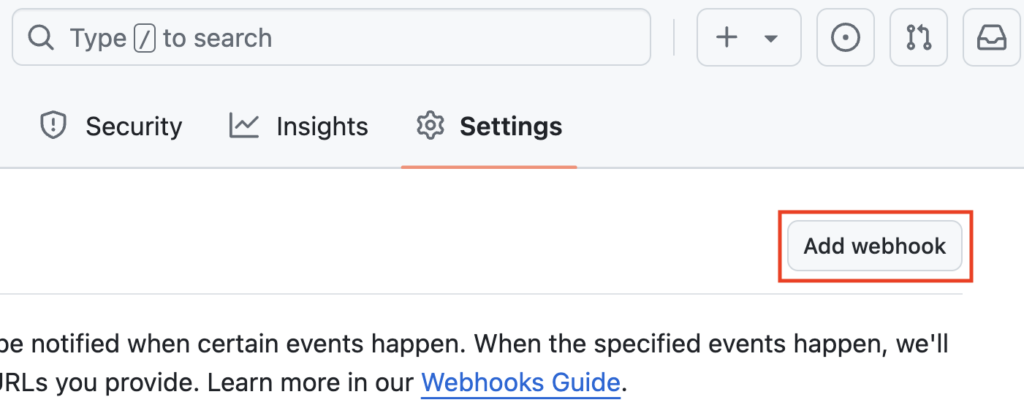 Type / to search
Security Insights Settings
Add webhook
be notified when certain events happen. When the specified events happen, we'll
URLs you provide. Learn more in our Webhooks Guide.